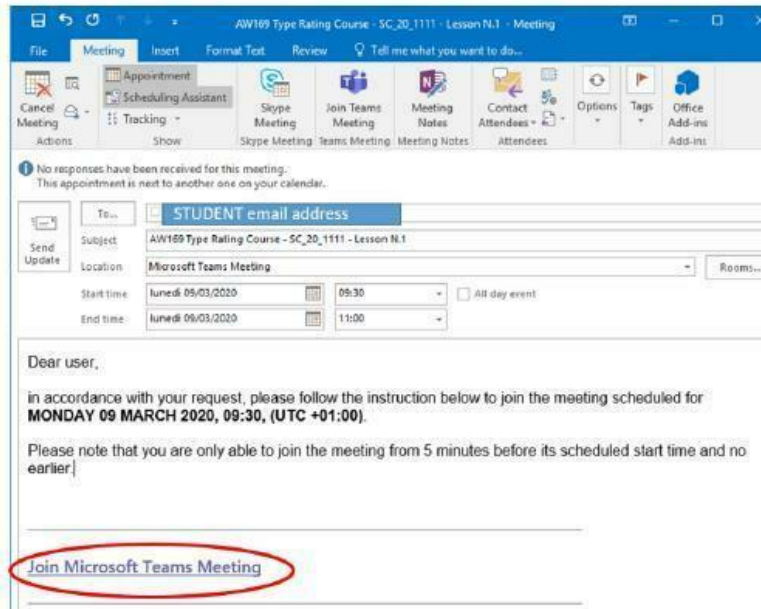 AW169 Type Rating Course - SC_20_1111 - Lesson N.1 - Meeting
File Meeting Insert Format Text Review Tell me what you want to do...
Cancel Meeting
Actions
Appointment
Scheduling Assistant
Tracking
Show
Skype Meeting
Skype Meeting
Join Teams Meeting
Teams Meeting
Meeting Notes
Meeting Notes
Contact Attendees
Attendees
Options
Tags
Office Add-ins
Add-ins
No responses have been received for this meeting.
This appointment is next to another one on your calendar.
Send Update
To... STUDENT email address
Subject AW169 Type Rating Course - SC_20_1111 - Lesson N.1
Location Microsoft Teams Meeting Rooms...
Start time lunedì 09/03/2020 09:30 All day event
End time lunedì 09/03/2020 11:00
Dear user,
in accordance with your request, please follow the instruction below to join the meeting scheduled for
MONDAY 09 MARCH 2020, 09:30, (UTC +01:00).
Please note that you are only able to join the meeting from 5 minutes before its scheduled start time and no
earlier.
Join Microsoft Teams Meeting